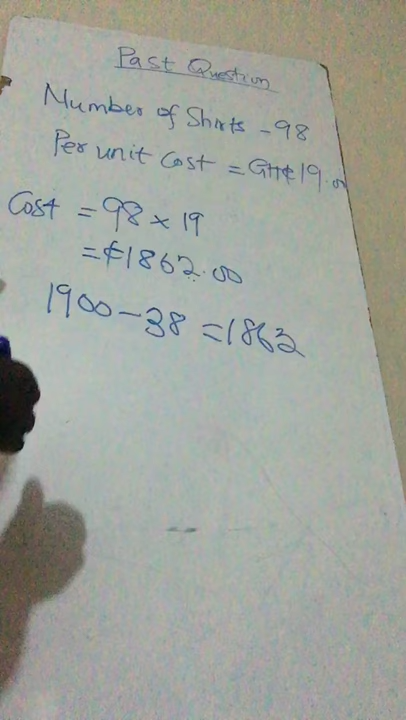 Past Question
Number of Shirts - 98
Per unit Cost = GH¢19.00
Cost = 98 × 19
= ¢1862.00
1900 - 38 = 1862